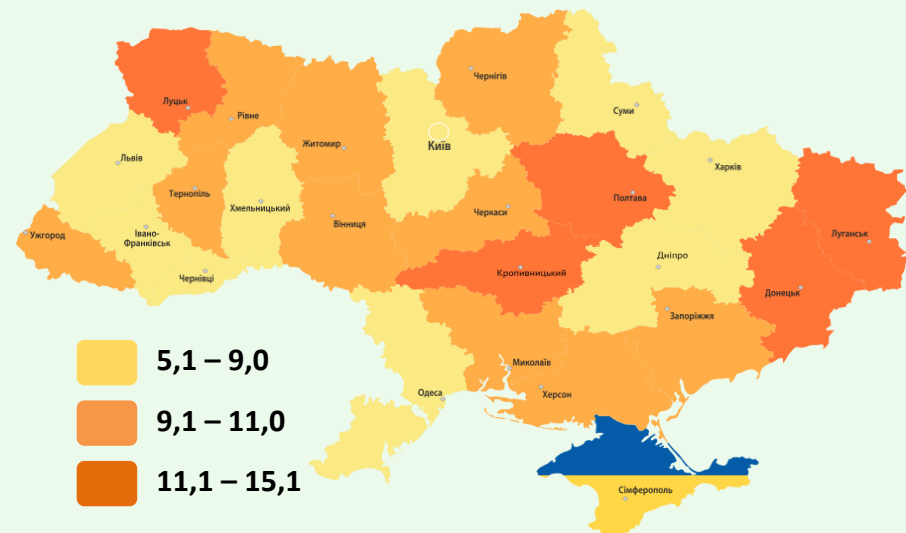 Чернігів
Луцьк
Рівне
Суми
Київ
Житомир
Львів
Харків
Тернопіль
Полтава
Хмельницький
Черкаси
Вінниця
Ужгород
Івано-
Франківськ
Луганськ
Дніпро
Чернівці
Кропивницький
Донецьк
Запоріжжя
Миколаїв
Херсон
Одеса
Сімферополь
5,1 – 9,0
9,1 – 11,0
11,1 – 15,1